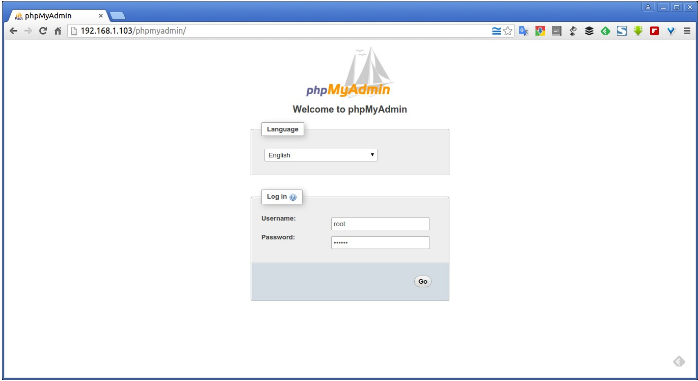 phpMyAdmin
192.168.1.103/phpmyadmin/
phpMyAdmin
Welcome to phpMyAdmin
Language
English
Log in
Username:
root
Password:
••••••
Go